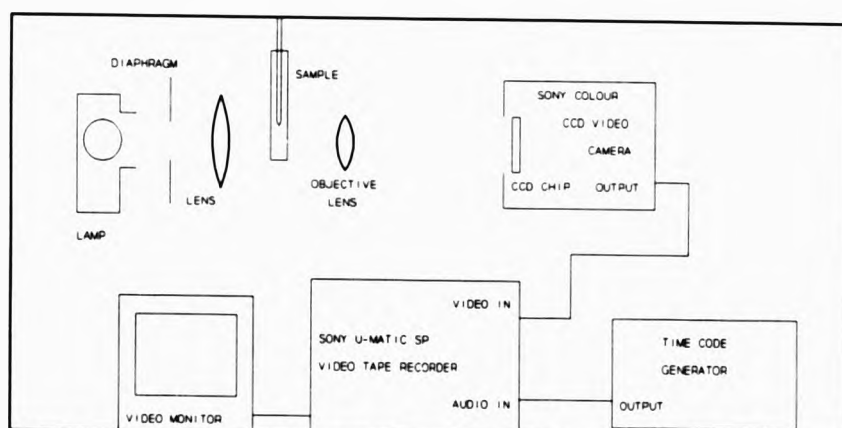 DIAPHRAGM
SAMPLE
SONY COLOUR
CCD VIDEO
CAMERA
CCD CHIP OUTPUT
LENS
OBJECTIVE
LENS
LAMP
VIDEO IN
SONY U-MATIC SP
VIDEO TAPE RECORDER
AUDIO IN
TIME CODE
GENERATOR
OUTPUT
VIDEO MONITOR